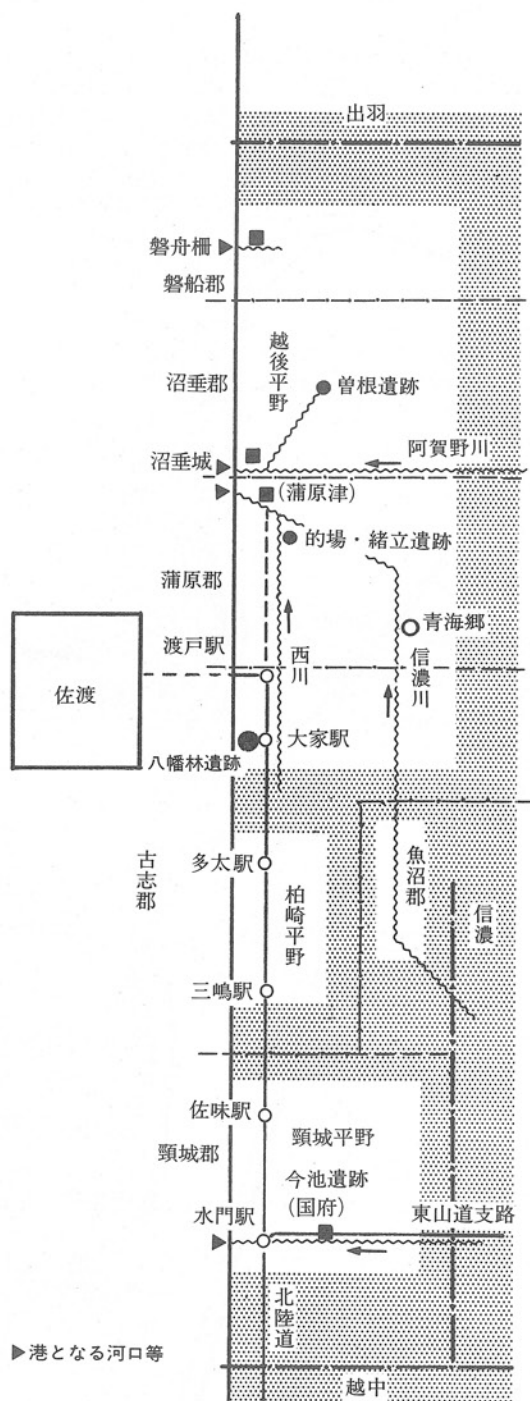 出羽
磐舟柵
磐船郡
越後平野
沼垂郡
曽根遺跡
阿賀野川
沼垂城
(蒲原津)
的場・緒立遺跡
蒲原郡
青海郷
渡戸駅
西川
信濃川
佐渡
大家駅
八幡林遺跡
古志郡
多太駅
柏崎平野
魚沼郡
信濃
三嶋駅
佐味駅
頸城郡
頸城平野
今池遺跡
(国府)
水門駅
東山道支路
北陸道
▶港となる河口等
越中